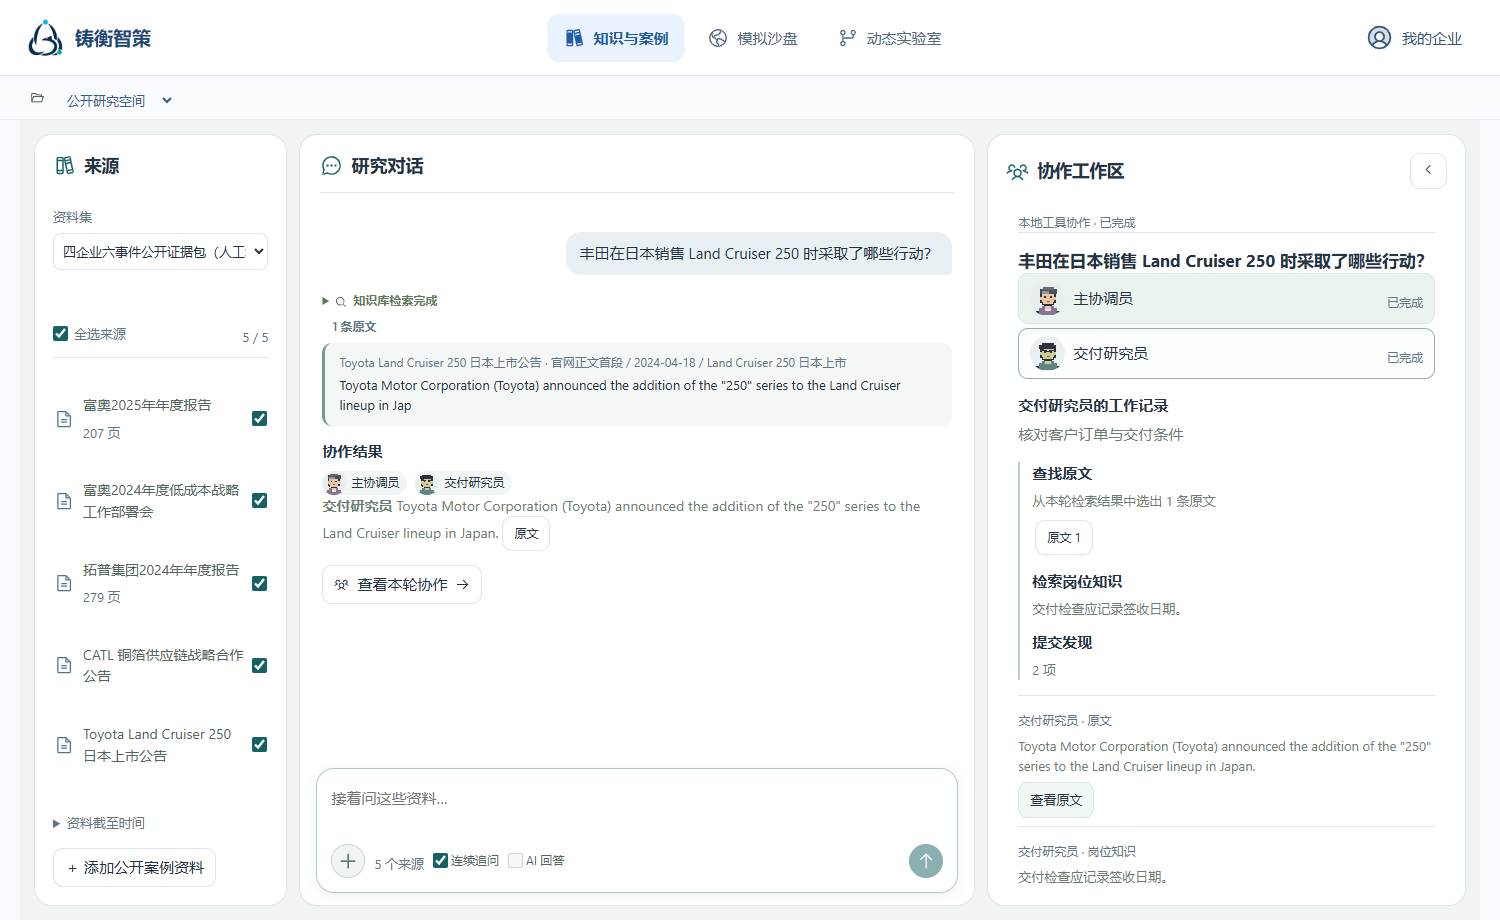 铸衡智策
知识与案例
模拟沙盘
动态实验室
我的企业
公开研究空间
来源
资料集
四企业六事件公开证据包（人工
全选来源
5 / 5
富奥2025年年度报告
207 页
富奥2024年度低成本战略
工作部署会
拓普集团2024年年度报告
279 页
CATL 铜箔供应链战略合作
公告
Toyota Land Cruiser 250
日本上市公告
资料截至时间
+ 添加公开案例资料
研究对话
丰田在日本销售 Land Cruiser 250 时采取了哪些行动?
知识库检索完成
1 条原文
Toyota Land Cruiser 250 日本上市公告 · 官网正文首段 / 2024-04-18 / Land Cruiser 250 日本上市
Toyota Motor Corporation (Toyota) announced the addition of the "250" series to the Land Cruiser
lineup in Jap
协作结果
主协调员
交付研究员
交付研究员 Toyota Motor Corporation (Toyota) announced the addition of the "250" series to the
Land Cruiser lineup in Japan. 原文
查看本轮协作 →
接着问这些资料...
5 个来源
连续追问
AI 回答
协作工作区
本地工具协作 · 已完成
丰田在日本销售 Land Cruiser 250 时采取了哪些行动?
主协调员
已完成
交付研究员
已完成
交付研究员的工作记录
核对客户订单与交付条件
查找原文
从本轮检索结果中选出 1 条原文
原文 1
检索岗位知识
交付检查应记录签收日期。
提交发现
2 项
交付研究员 · 原文
Toyota Motor Corporation (Toyota) announced the addition of the "250"
series to the Land Cruiser lineup in Japan.
查看原文
交付研究员 · 岗位知识
交付检查应记录签收日期。